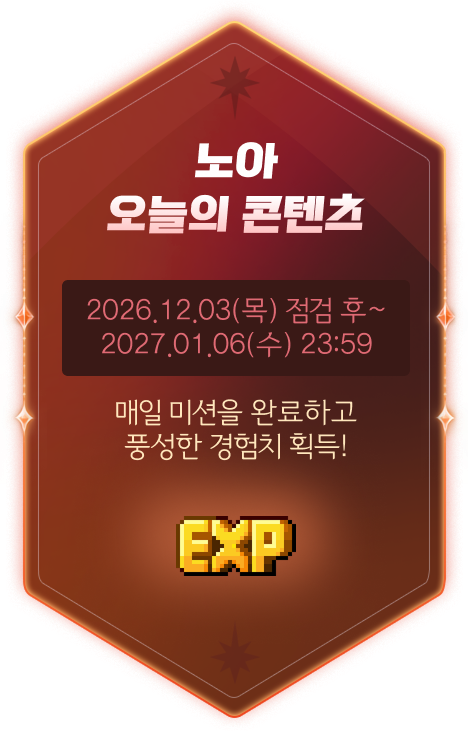 노아
오늘의 콘텐츠
2026.12.03(목) 점검 후~
2027.01.06(수) 23:59
매일 미션을 완료하고
풍성한 경험치 획득!
EXP